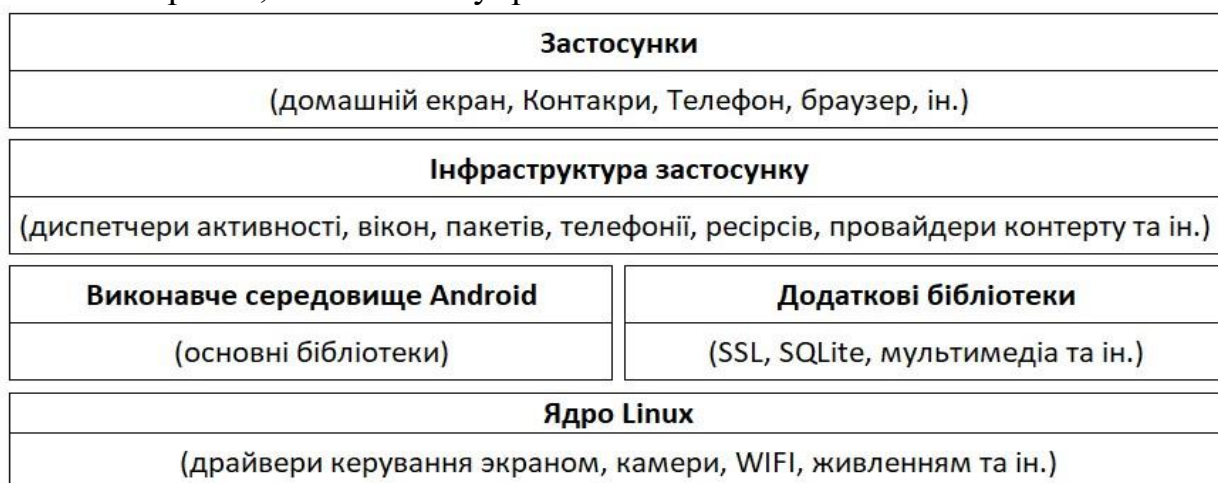 Застосунки
(домашній екран, Контакри, Телефон, браузер, ін.)
Інфраструктура застосунку
(диспетчери активності, вікон, пакетів, телефонії, ресірсів, провайдери контерту та ін.)
Виконавче середовище Android
(основні бібліотеки)
Додаткові бібліотеки
(SSL, SQLite, мультимедіа та ін.)
Ядро Linux
(драйвери керування экраном, камери, WIFI, живленням та ін.)